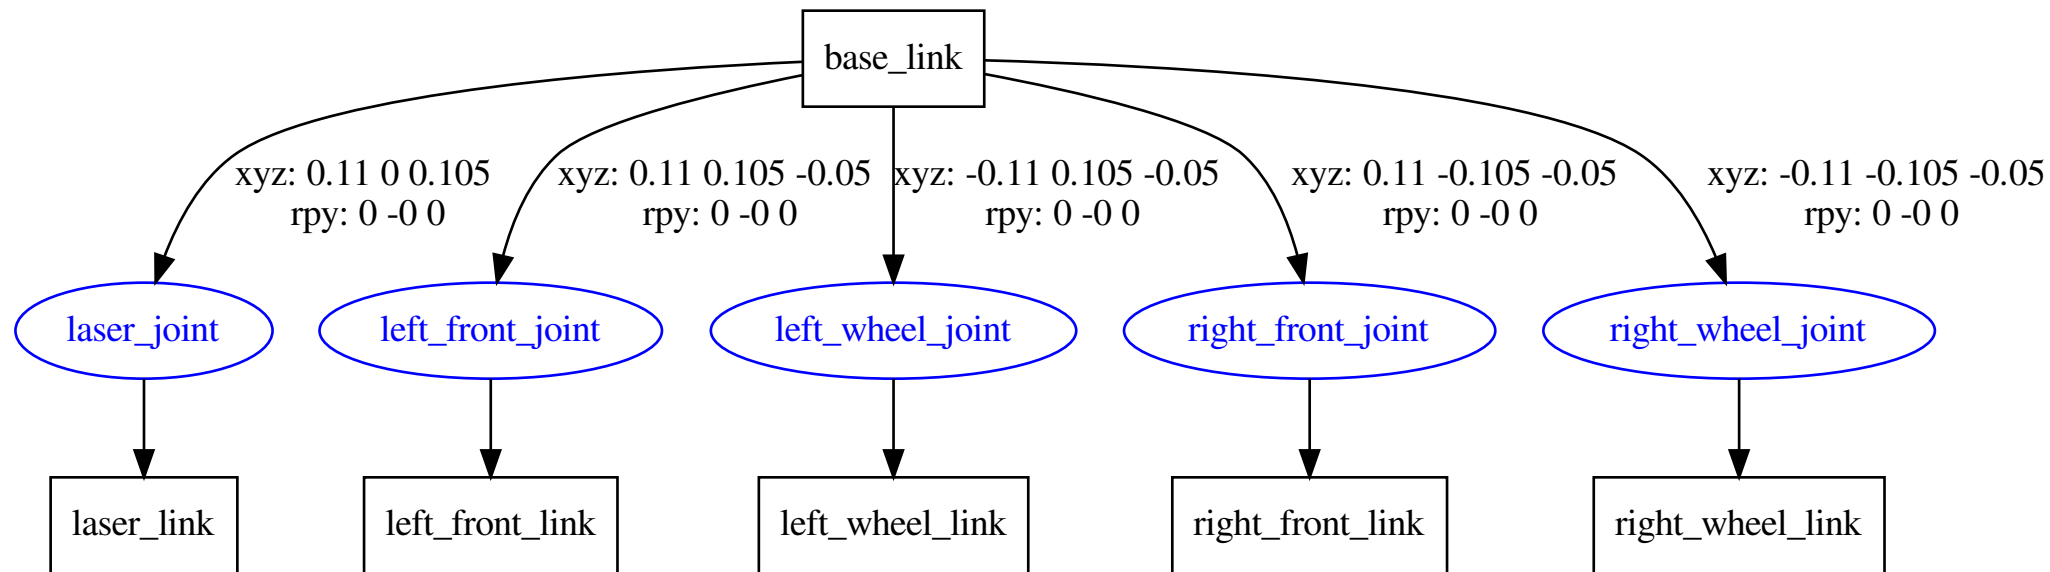 base_link
xyz: 0.11 0 0.105
rpy: 0 -0 0
xyz: 0.11 0.105 -0.05
rpy: 0 -0 0
xyz: -0.11 0.105 -0.05
rpy: 0 -0 0
xyz: 0.11 -0.105 -0.05
rpy: 0 -0 0
xyz: -0.11 -0.105 -0.05
rpy: 0 -0 0
laser_joint
left_front_joint
left_wheel_joint
right_front_joint
right_wheel_joint
laser_link
left_front_link
left_wheel_link
right_front_link
right_wheel_link